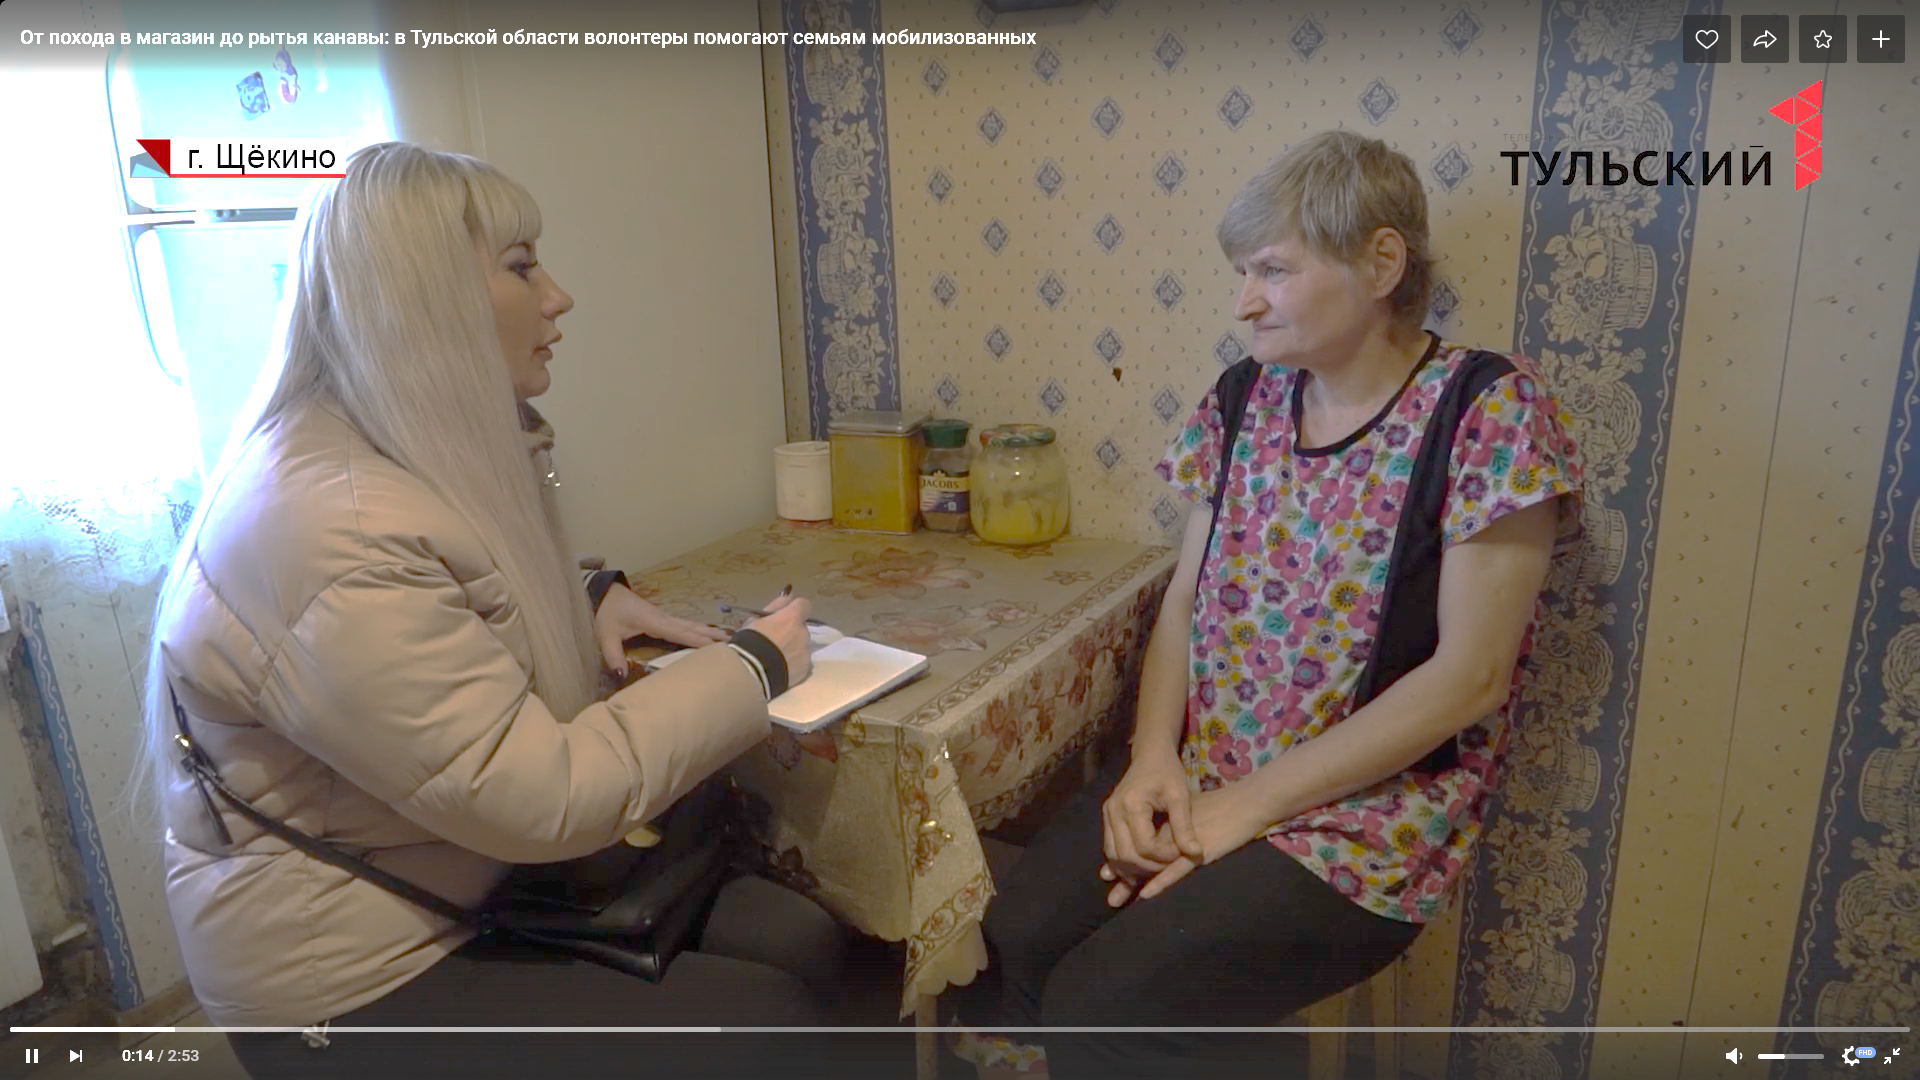 От похода в магазин до рытья канавы: в Тульской области волонтеры помогают семьям мобилизованных
г. Щёкино
ТУЛЬСКИЙ
JACOBS
0:14 / 2:53
FHD